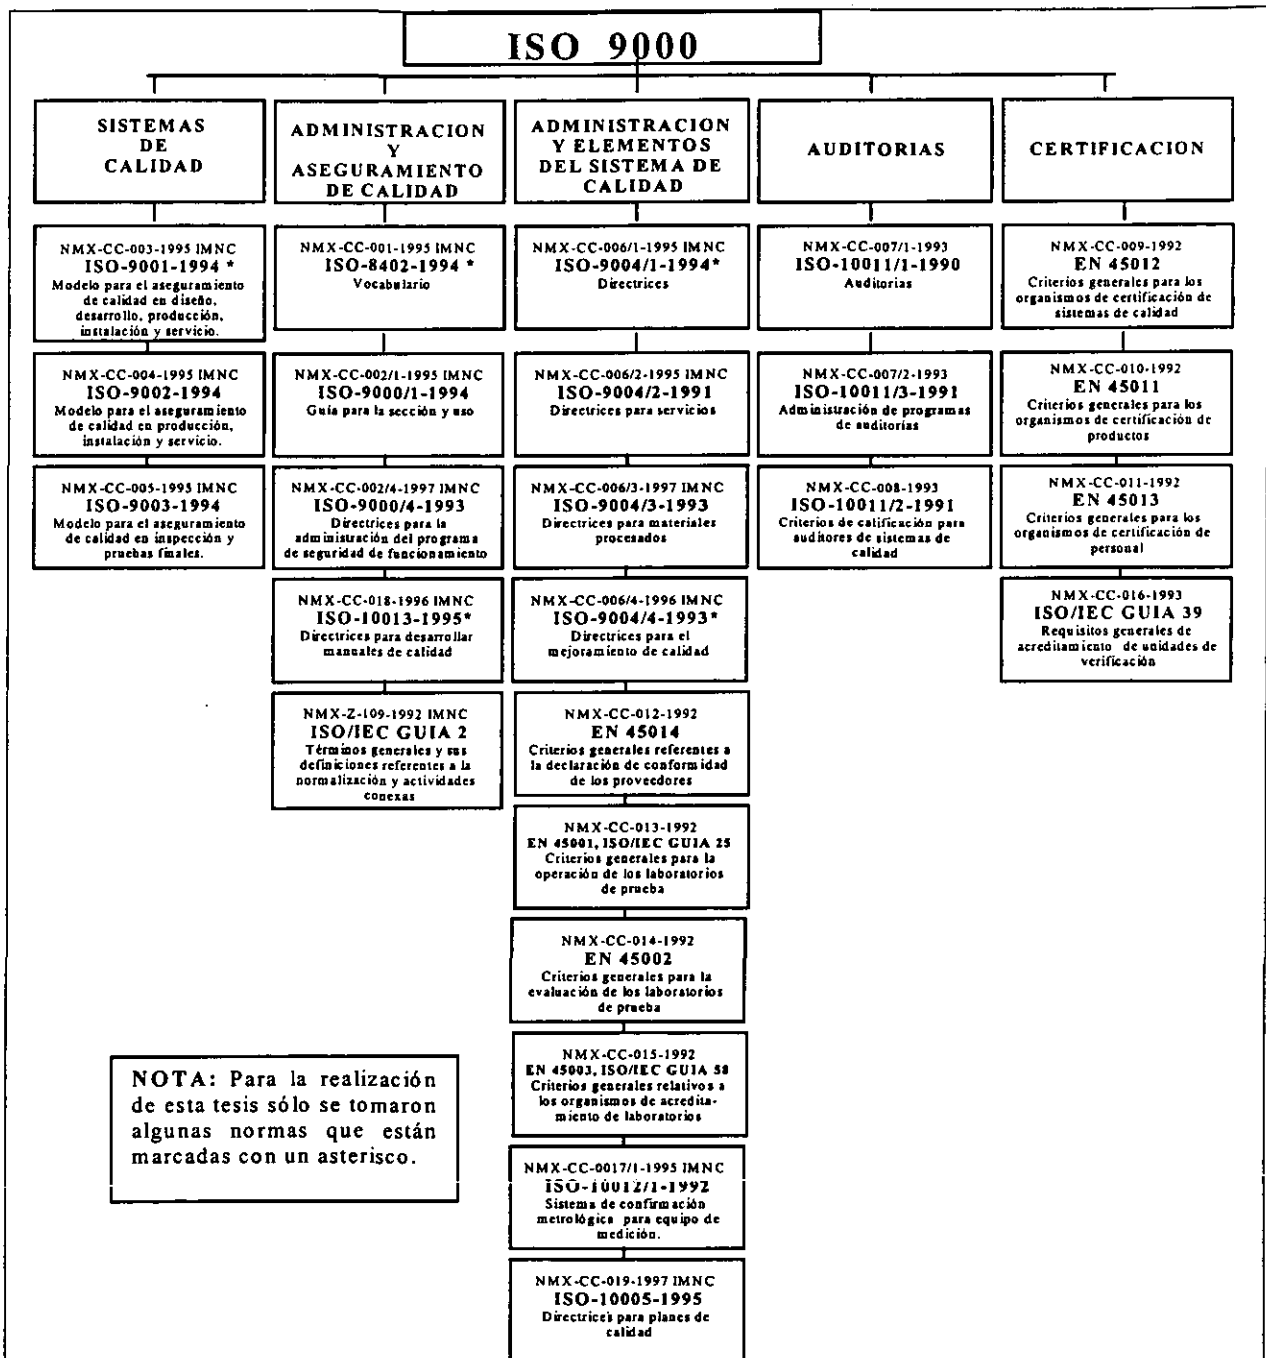 ISO 9000
SISTEMAS
DE
CALIDAD
NMX-CC-003-1995 IMNC
ISO-9001-1994 *
Modelo para el aseguramiento
de calidad en diseño,
desarrollo, producción,
instalación y servicio.
NMX-CC-004-1995 IMNC
ISO-9002-1994
Modelo para el aseguramiento
de calidad en producción,
instalación y servicio.
NMX-CC-005-1995 IMNC
ISO-9003-1994
Modelo para el aseguramiento
de calidad en inspección y
pruebas finales.
ADMINISTRACION
Y
ASEGURAMIENTO
DE CALIDAD
NMX-CC-001-1995 IMNC
ISO-8402-1994 *
Vocabulario
NMX-CC-002/1-1995 IMNC
ISO-9000/1-1994
Guía para la sección y uso
NMX-CC-002/4-1997 IMNC
ISO-9000/4-1993
Directrices para la
administración del programa
de seguridad de funcionamiento
NMX-CC-018-1996 IMNC
ISO-10013-1995*
Directrices para desarrollar
manuales de calidad
NMX-Z-109-1992 IMNC
ISO/IEC GUIA 2
Términos generales y sus
definiciones referentes a la
normalización y actividades
conexas
ADMINISTRACION
Y ELEMENTOS
DEL SISTEMA DE
CALIDAD
NMX-CC-006/1-1995 IMNC
ISO-9004/1-1994*
Directrices
NMX-CC-006/2-1995 IMNC
ISO-9004/2-1991
Directrices para servicios
NMX-CC-006/3-1997 IMNC
ISO-9004/3-1993
Directrices para materiales
procesados
NMX-CC-006/4-1996 IMNC
ISO-9004/4-1993*
Directrices para el
mejoramiento de calidad
NMX-CC-012-1992
EN 45014
Criterios generales referentes a
la declaración de conformidad
de los proveedores
NMX-CC-013-1992
EN 45001, ISO/IEC GUIA 25
Criterios generales para la
operación de los laboratorios
de prueba
NMX-CC-014-1992
EN 45002
Criterios generales para la
evaluación de los laboratorios
de prueba
NMX-CC-015-1992
EN 45003, ISO/IEC GUIA 58
Criterios generales relativos a
los organismos de acredita-
miento de laboratorios
NMX-CC-0017/1-1995 IMNC
ISO-10012/1-1992
Sistema de confirmación
metrológica para equipo de
medición.
NMX-CC-019-1997 IMNC
ISO-10005-1995
Directrices para planes de
calidad
AUDITORIAS
NMX-CC-007/1-1993
ISO-10011/1-1990
Auditorías
NMX-CC-007/2-1993
ISO-10011/3-1991
Administración de programas
de auditorías
NMX-CC-008-1993
ISO-10011/2-1991
Criterios de calificación para
auditores de sistemas de
calidad
CERTIFICACION
NMX-CC-009-1992
EN 45012
Criterios generales para los
organismos de certificación de
sistemas de calidad
NMX-CC-010-1992
EN 45011
Criterios generales para los
organismos de certificación de
productos
NMX-CC-011-1992
EN 45013
Criterios generales para los
organismos de certificación de
personal
NMX-CC-016-1993
ISO/IEC GUIA 39
Requisitos generales de
acreditamiento de unidades de
verificación
NOTA: Para la realización
de esta tesis sólo se tomaron
algunas normas que están
marcadas con un asterisco.